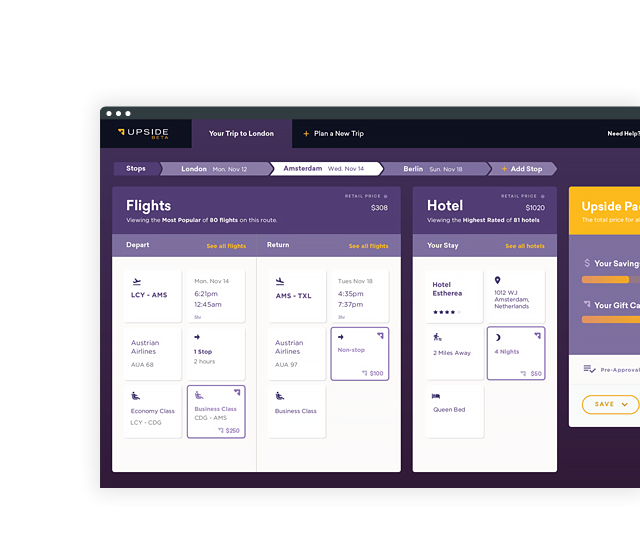 UPSIDE
BETA
Your Trip to London
+ Plan a New Trip
Need Help?
Stops
London Mon. Nov 12
Amsterdam Wed. Nov 14
Berlin Sun. Nov 18
+ Add Stop
Flights
RETAIL PRICE
$308
Viewing the Most Popular of 80 flights on this route.
Depart
See all flights
Return
See all flights
LCY - AMS
Mon. Nov 14
6:21pm
12:45am
Austrian
Airlines
AUA 68
1 Stop
2 hours
Economy Class
LCY - CDG
Business Class
CDG - AMS
$250
AMS - TXL
Tues Nov 18
4:35pm
7:37pm
Austrian
Airlines
AUA 97
Non-stop
$100
Business Class
Hotel
RETAIL PRICE
$1020
Viewing the Highest Rated of 81 hotels
Your Stay
See all hotels
Hotel
Estherea
1012 WJ
Amsterdam,
Netherlands
2 Miles Away
4 Nights
$50
Queen Bed
Upside Pa
The total price for al
$ Your Saving
Your Gift Ca
Pre-Approval
SAVE